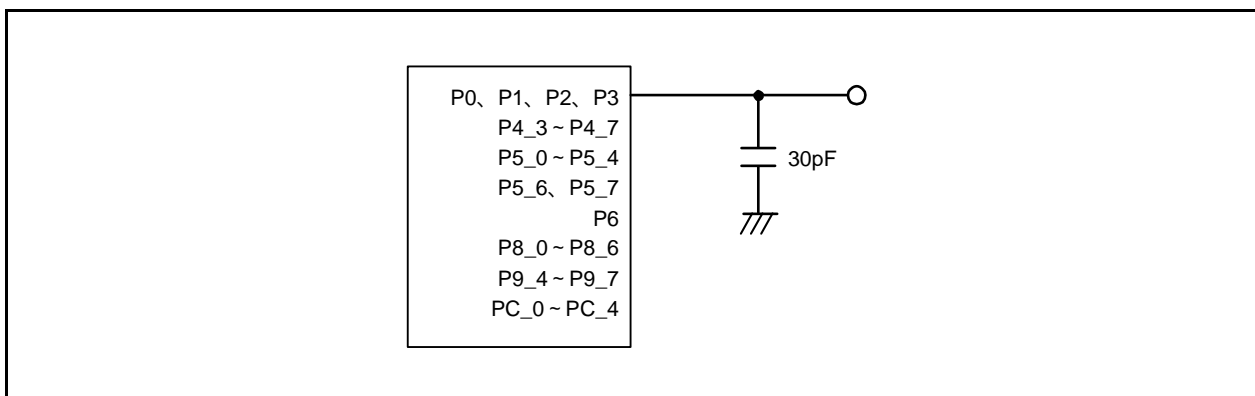 P0、P1、P2、P3
P4_3 ~ P4_7
P5_0 ~ P5_4
P5_6、P5_7
P6
P8_0 ~ P8_6
P9_4 ~ P9_7
PC_0 ~ PC_4
30pF